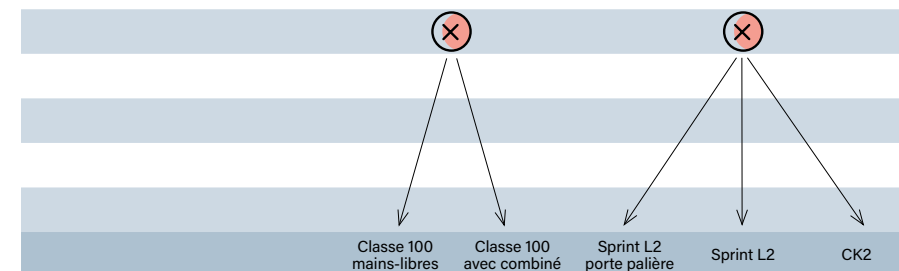 Classe 100
mains-libres
Classe 100
avec combiné
Sprint L2
porte palière
Sprint L2
CK2